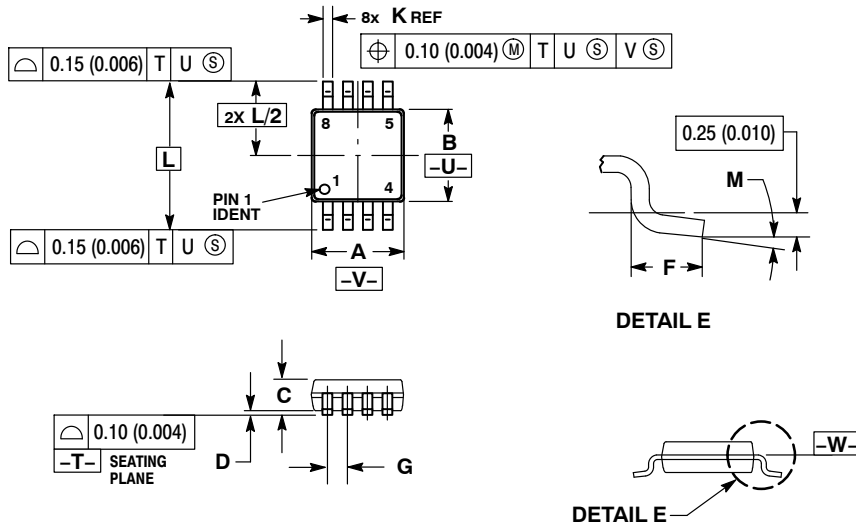 8x K REF
⌓ 0.15 (0.006) T U Ⓢ
⌖ 0.10 (0.004) Ⓜ T U Ⓢ V Ⓢ
2X L/2
8 5
B
–U–
L
PIN 1
IDENT
1 4
⌓ 0.15 (0.006) T U Ⓢ
A
–V–
0.25 (0.010)
M
F
DETAIL E
C
⌓ 0.10 (0.004)
–T– SEATING
PLANE
D
G
–W–
DETAIL E